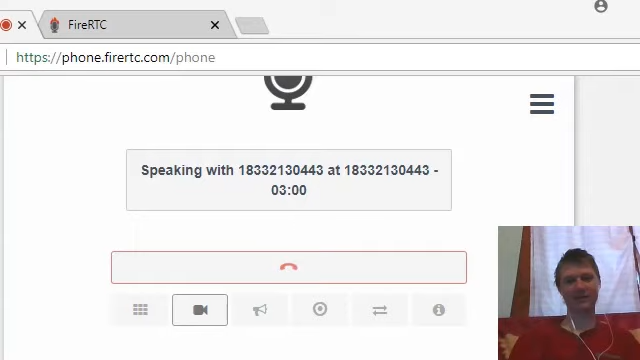 FireRTC
https://phone.firertc.com/phone
Speaking with 18332130443 at 18332130443 -
03:00